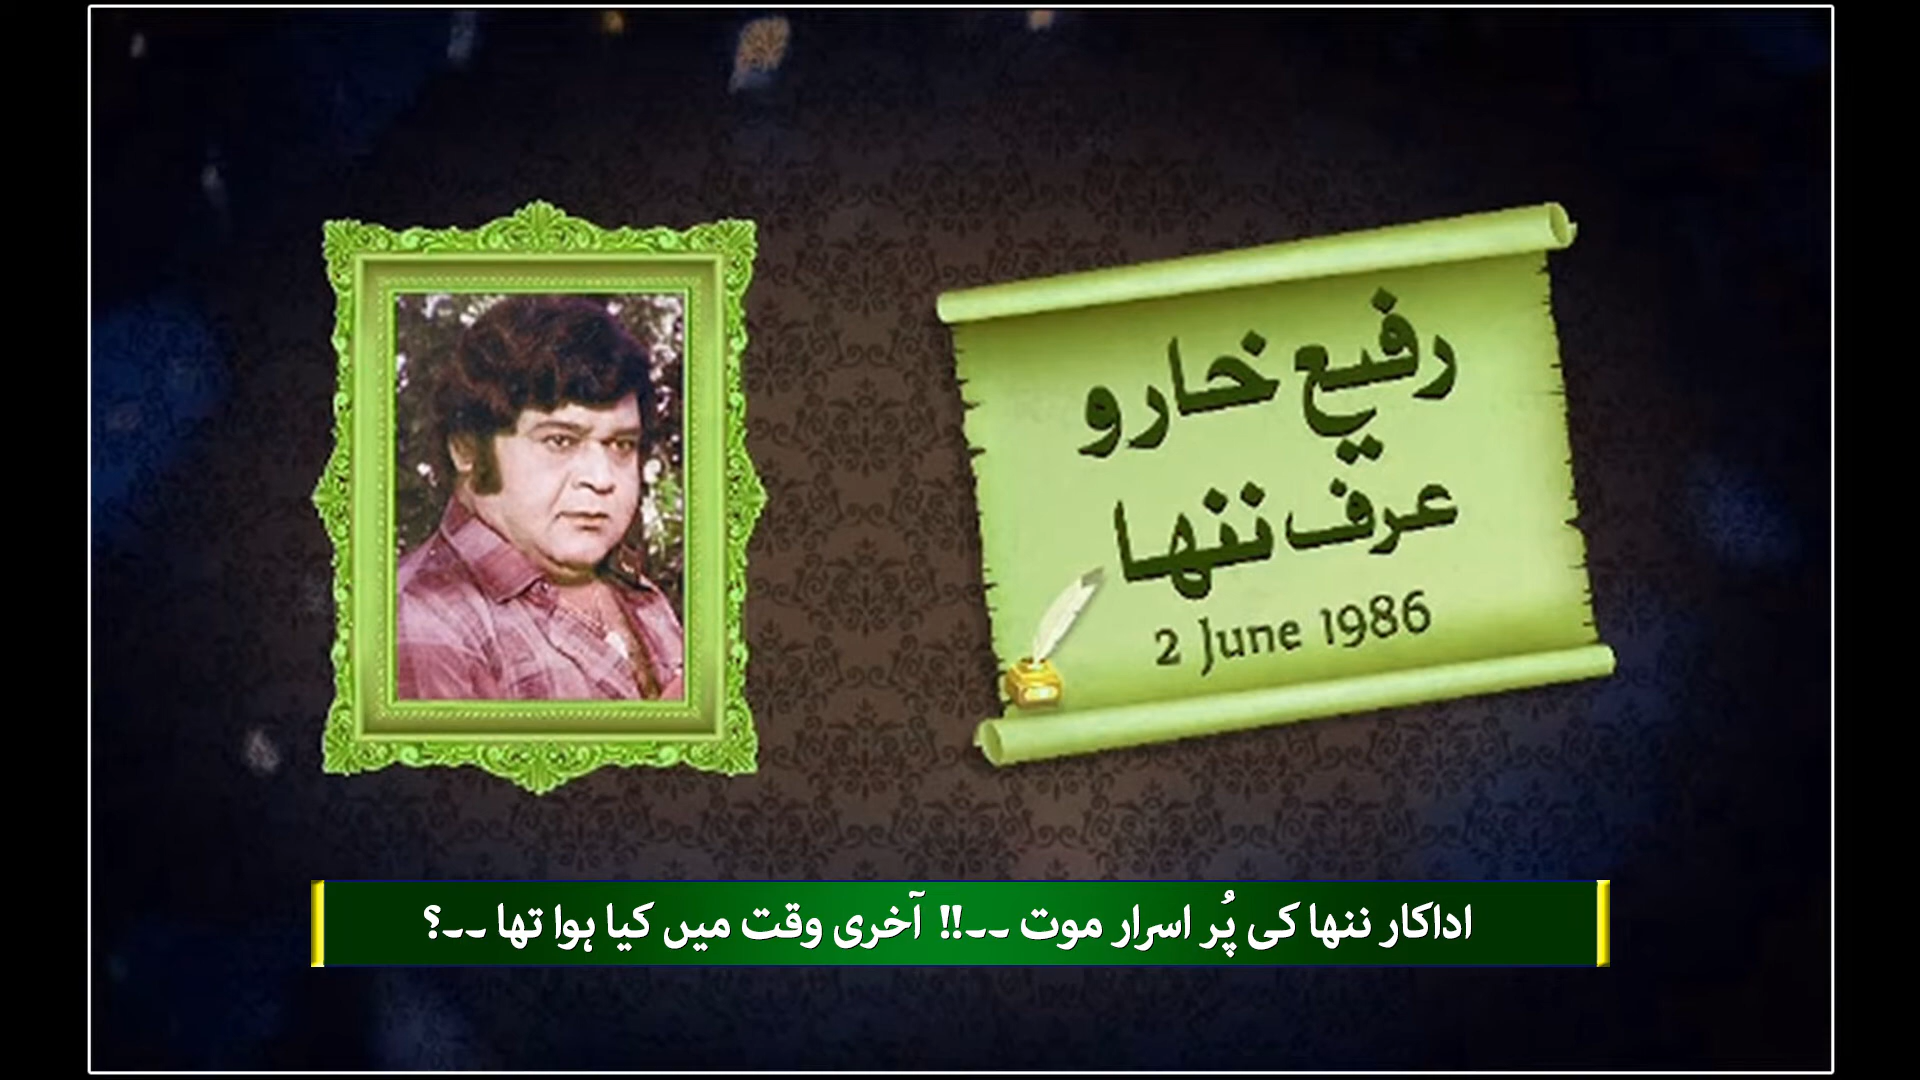 رفیع خارو
عرف ننھا
2 June 1986
اداکار ننھا کی پُر اسرار موت ۔۔!! آخری وقت میں کیا ہوا تھا ۔۔؟